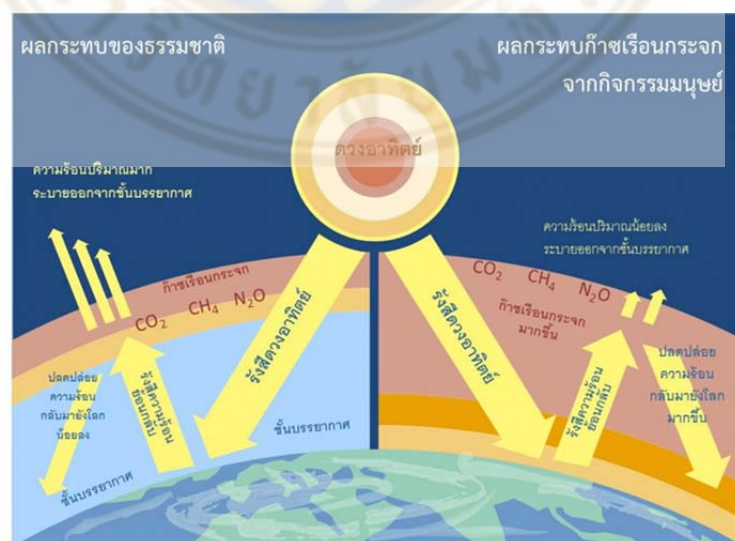 ผลกระทบของธรรมชาติ
ผลกระทบก๊าซเรือนกระจก
จากกิจกรรมมนุษย์
ดวงอาทิตย์
ความร้อนปริมาณมาก
ระบายออกจากชั้นบรรยากาศ
ก๊าซเรือนกระจก
CO2 CH4 N2O
รังสีดวงอาทิตย์
ปลดปล่อย
ความร้อน
กลับมายังโลก
น้อยลง
รังสีความร้อน
ย้อนกลับ
ชั้นบรรยากาศ
ชั้นบรรยากาศ
ความร้อนปริมาณน้อยลง
ระบายออกจากชั้นบรรยากาศ
CO2 CH4 N2O
ก๊าซเรือนกระจก
มากขึ้น
รังสีดวงอาทิตย์
รังสีความร้อน
ย้อนกลับ
ปลดปล่อย
ความร้อน
กลับมายังโลก
มากขึ้น